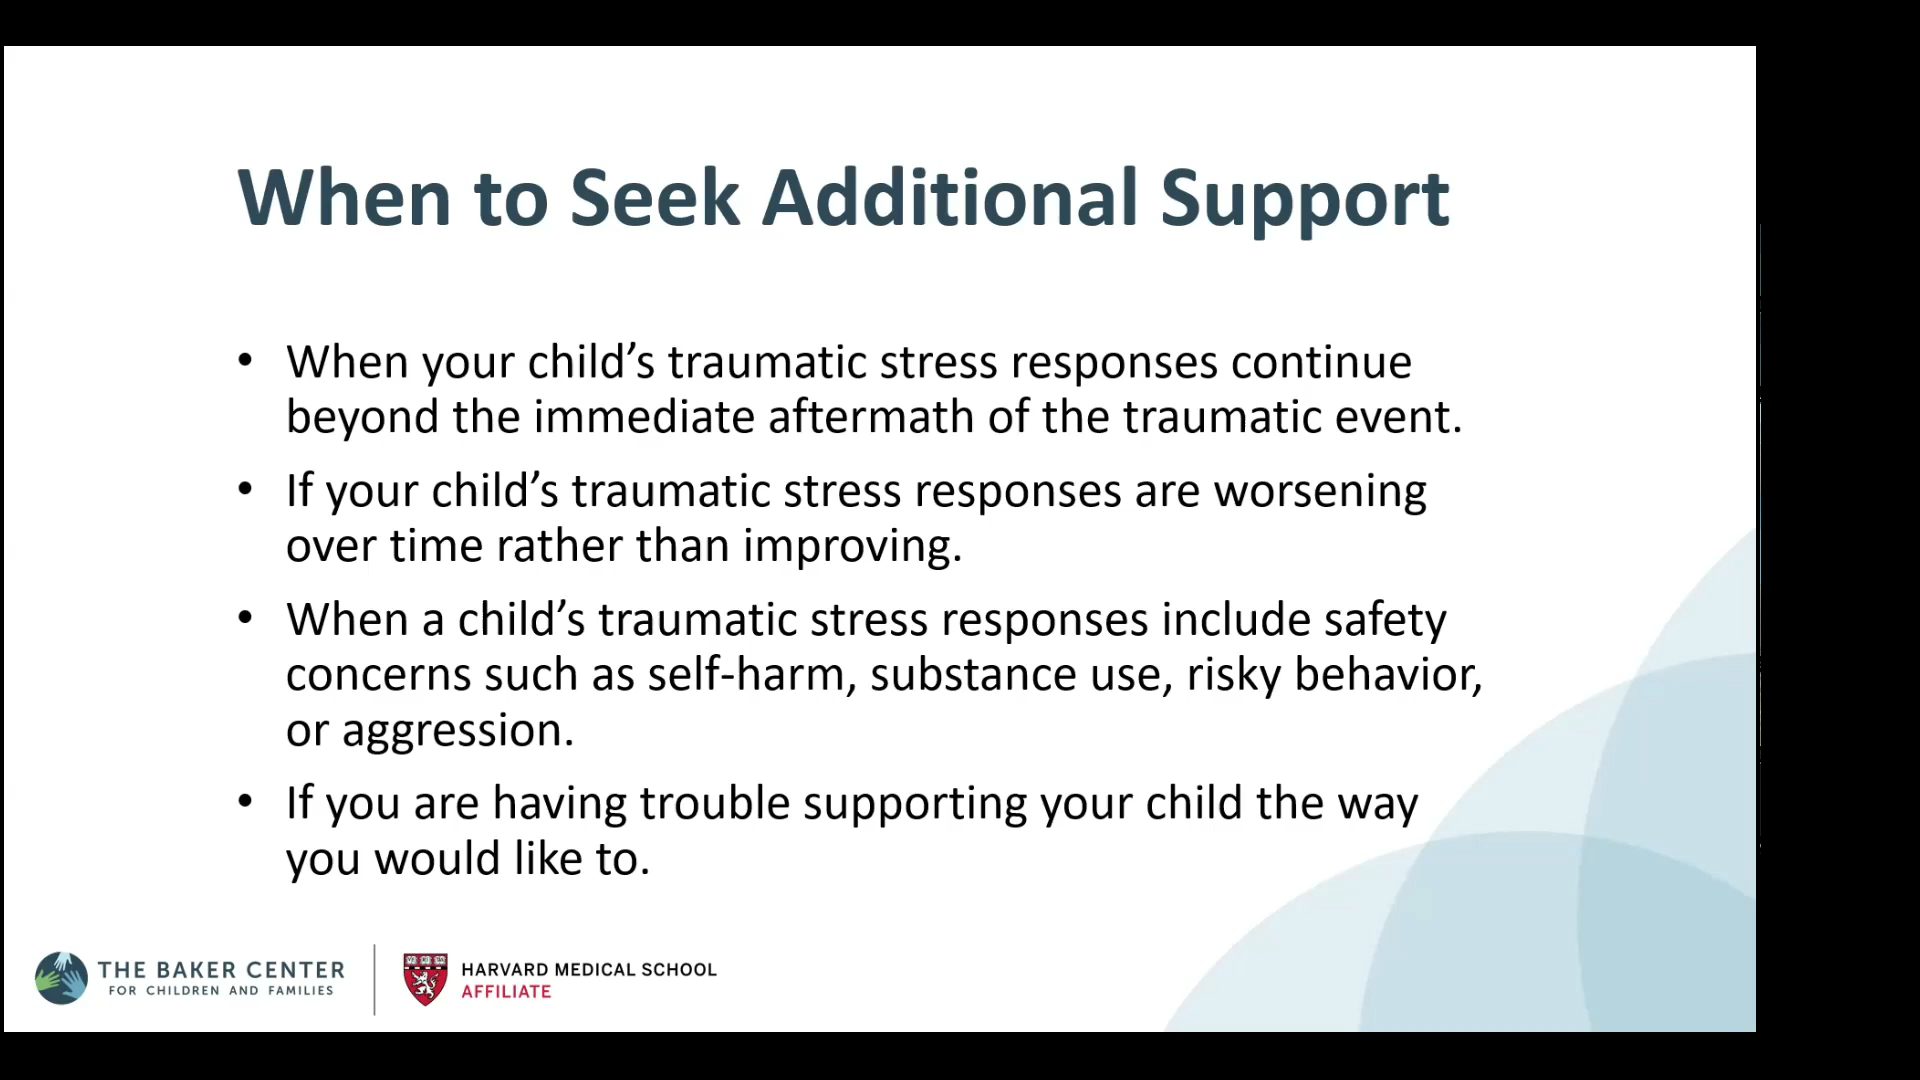 When to Seek Additional Support
• When your child’s traumatic stress responses continue
beyond the immediate aftermath of the traumatic event.
• If your child’s traumatic stress responses are worsening
over time rather than improving.
• When a child’s traumatic stress responses include safety
concerns such as self-harm, substance use, risky behavior,
or aggression.
• If you are having trouble supporting your child the way
you would like to.
THE BAKER CENTER
FOR CHILDREN AND FAMILIES
HARVARD MEDICAL SCHOOL
AFFILIATE